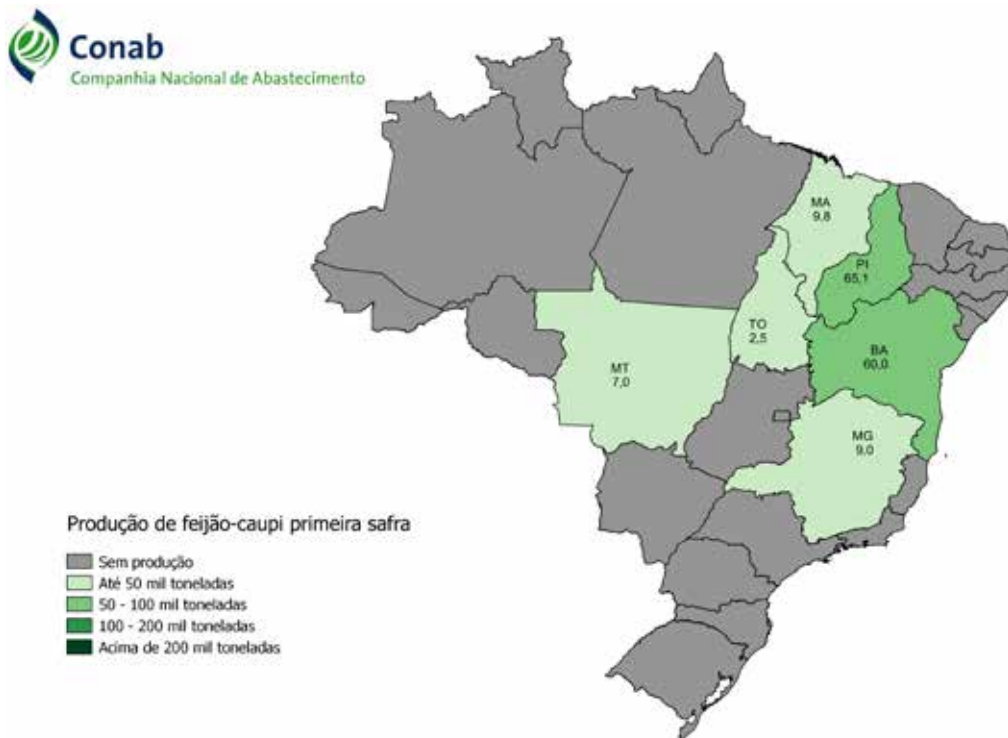 Conab
Companhia Nacional de Abastecimento
MA
9,8
PI
65,1
TO
2,5
BA
60,0
MT
7,0
MG
9,0
Produção de feijão-caupi primeira safra
Sem produção
Até 50 mil toneladas
50 - 100 mil toneladas
100 - 200 mil toneladas
Acima de 200 mil toneladas